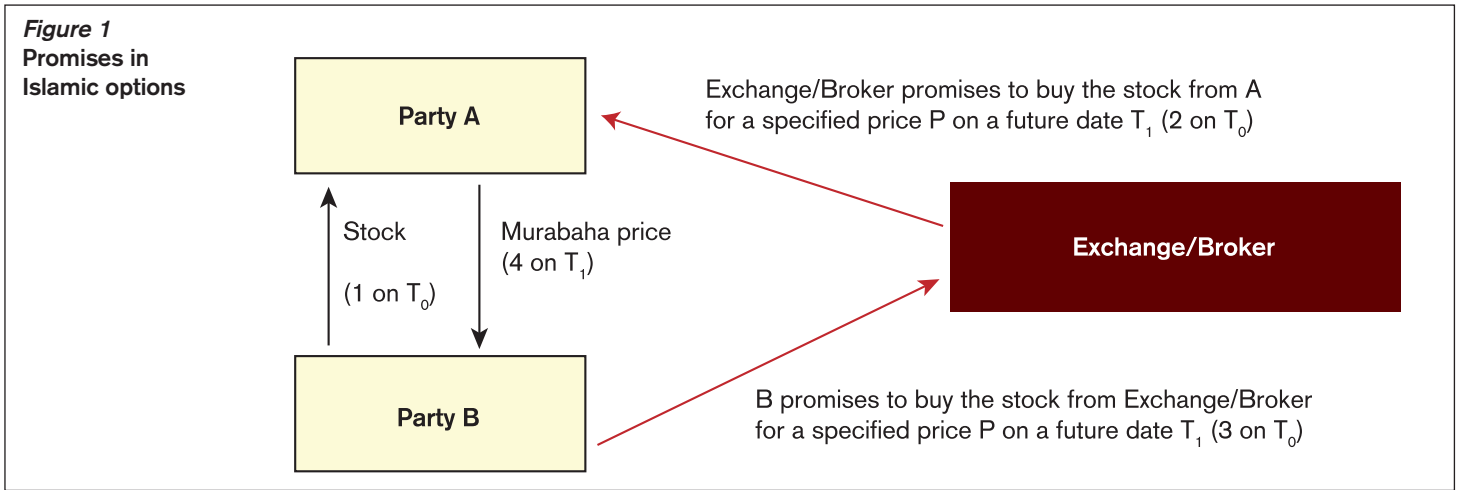 Figure 1
Promises in
Islamic options
Party A
Exchange/Broker promises to buy the stock from A
for a specified price P on a future date T₁ (2 on T₀)
Stock
(1 on T₀)
Murabaha price
(4 on T₁)
Exchange/Broker
Party B
B promises to buy the stock from Exchange/Broker
for a specified price P on a future date T₁ (3 on T₀)